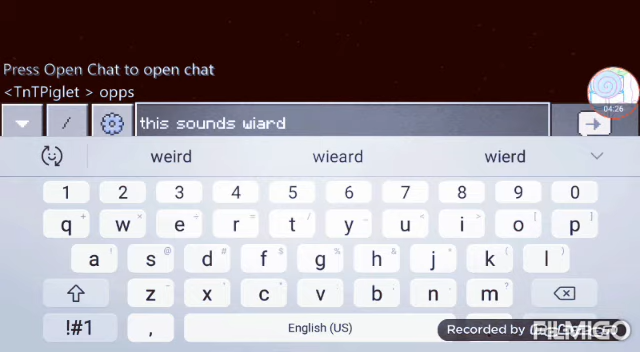 Press Open Chat to open chat
<TnTPiglet > opps
04:26
/ this sounds wiard
weird wieard wierd
1 2 3 4 5 6 7 8 9 0
q + w × e ÷ r = t / y _ u < i > o [ p ]
a ! s @ d # f $ g % h & j * k ( l )
z - x ' c " v : b ; n , m ?
!#1 , English (US)
Recorded by
FILMIGO